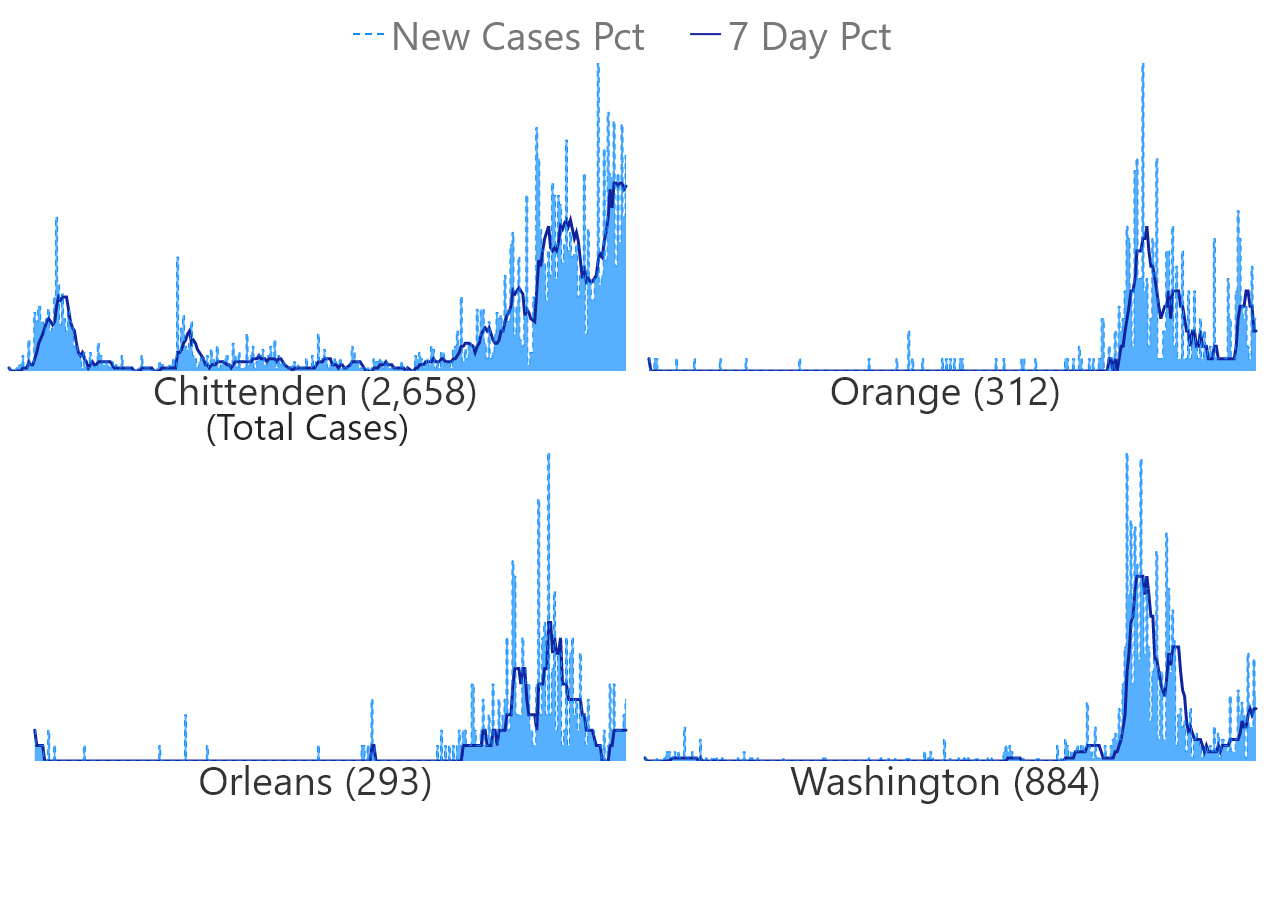 New Cases Pct 7 Day Pct
Chittenden (2,658)
(Total Cases)
Orange (312)
Orleans (293)
Washington (884)